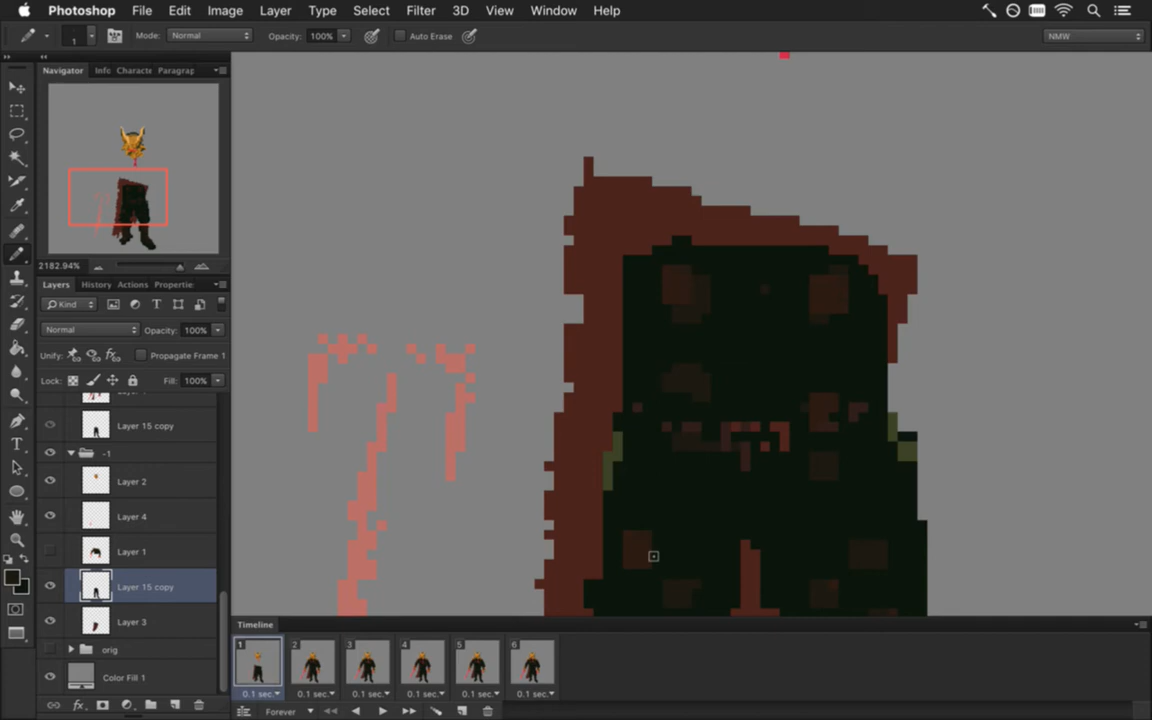 Photoshop File Edit Image Layer Type Select Filter 3D View Window Help
1 Mode: Normal Opacity: 100% Auto Erase NMW
Navigator Info Characte Paragrap
2182.94%
Layers History Actions Propertie
Kind
Normal Opacity: 100%
Unify: Propagate Frame 1
Lock: Fill: 100%
Layer 15 copy
-1
Layer 2
Layer 4
Layer 1
Layer 15 copy
Layer 3
orig
Color Fill 1
Timeline
1 2 3 4 5 6
0.1 sec. 0.1 sec. 0.1 sec. 0.1 sec. 0.1 sec. 0.1 sec.
Forever